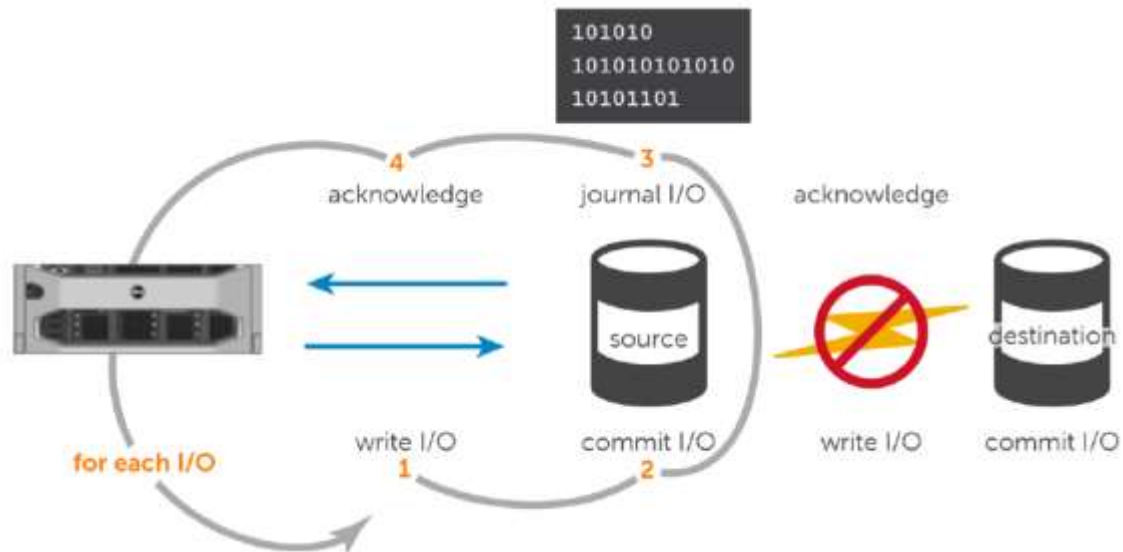 101010
101010101010
10101101
4
3
acknowledge
journal I/O
acknowledge
source
destination
write I/O
commit I/O
write I/O
commit I/O
for each I/O
1
2